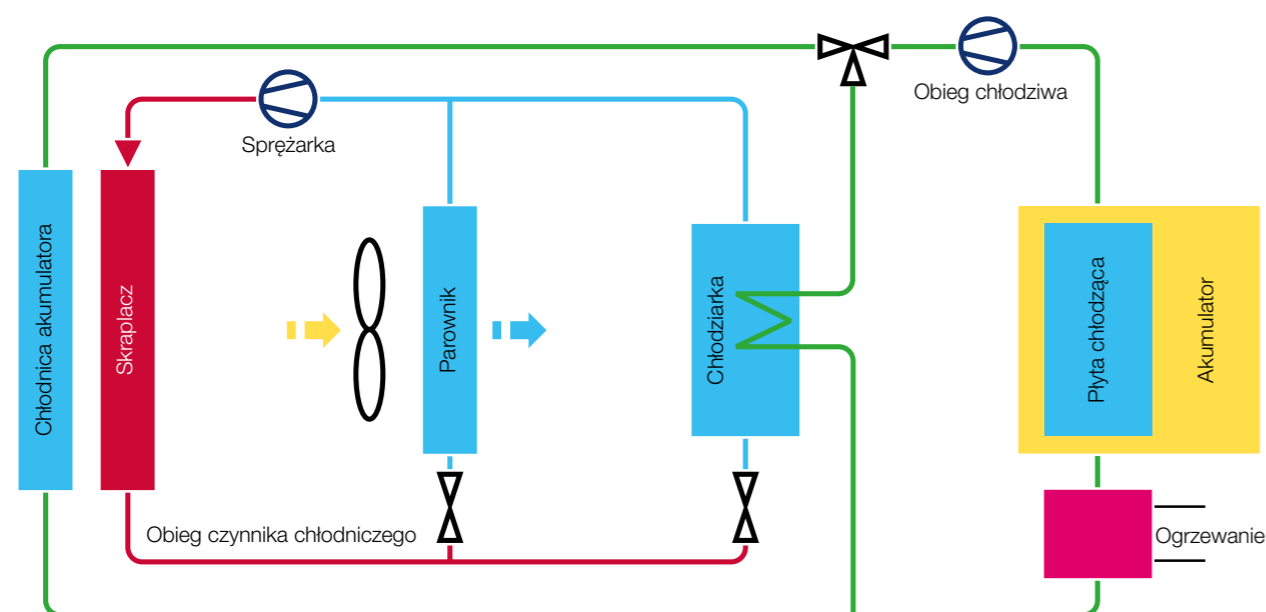 Obieg chłodziwa
Sprężarka
Chłodnica akumulatora
Skraplacz
Parownik
Chłodziarka
Płyta chłodząca
Akumulator
Obieg czynnika chłodniczego
Ogrzewanie